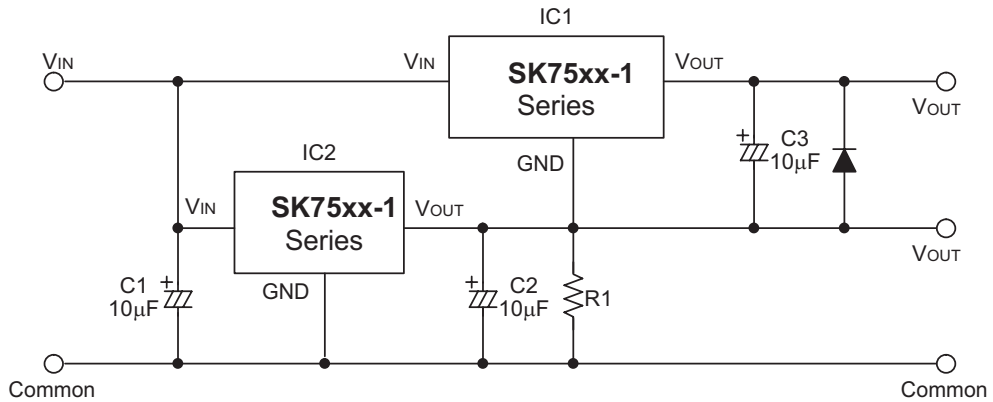 IC1
VIN
VIN
SK75xx-1
Series
VOUT
VOUT
GND
C3
+
10μF
IC2
VIN
SK75xx-1
Series
VOUT
VOUT
GND
C1
+
10μF
C2
+
10μF
R1
Common
Common